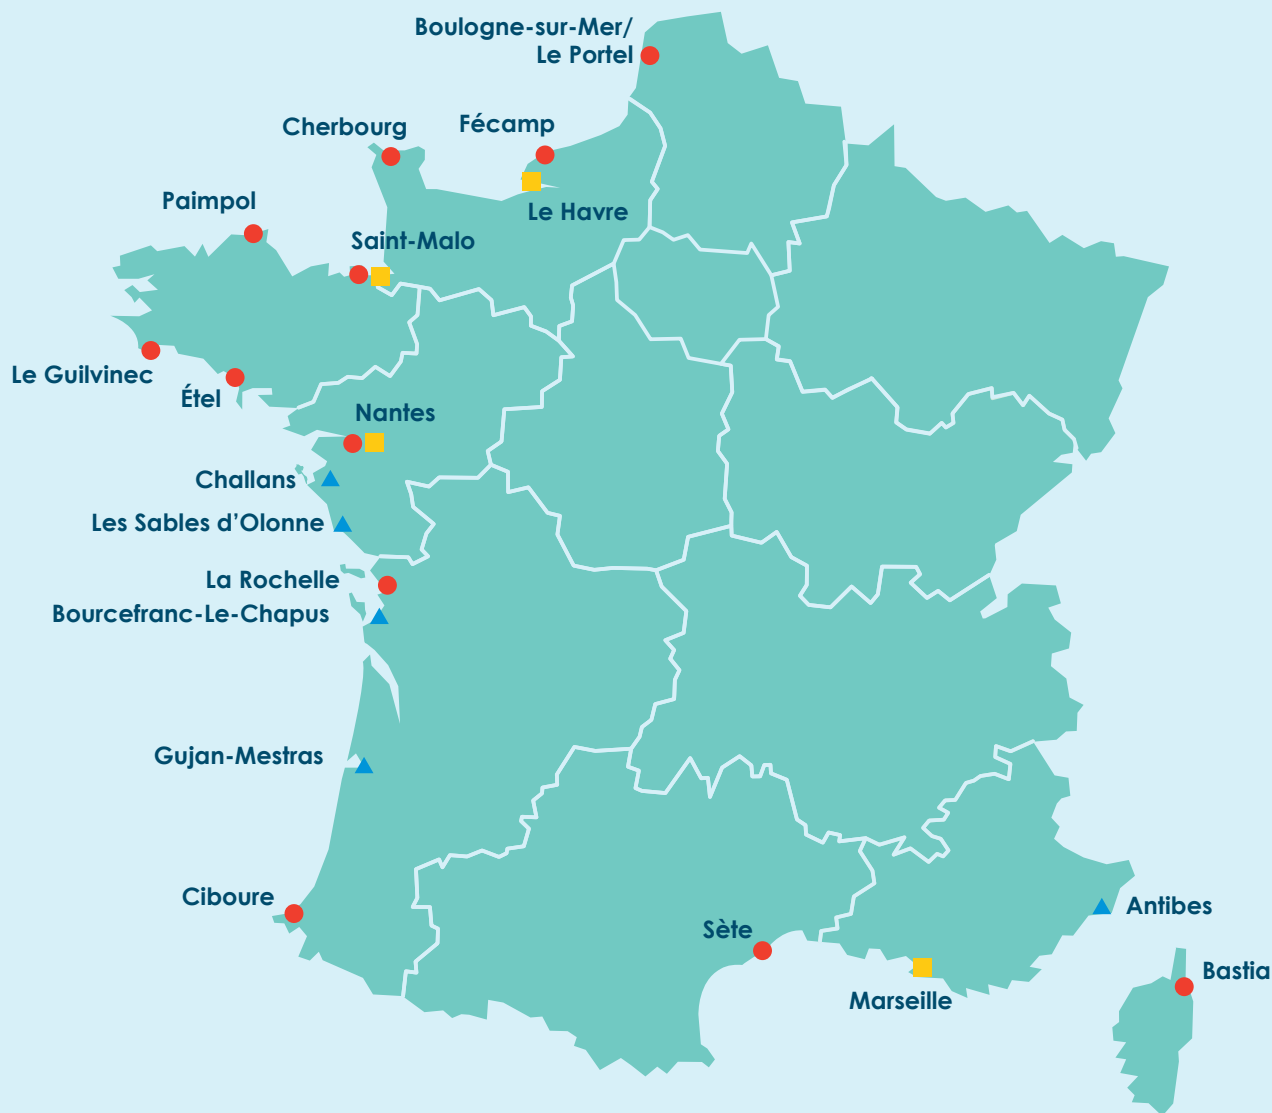 Boulogne-sur-Mer/
Le Portel
Fécamp
Cherbourg
Paimpol
Le Havre
Saint-Malo
Le Guilvinec
Étel
Nantes
Challans
Les Sables d’Olonne
La Rochelle
Bourcefranc-Le-Chapus
Gujan-Mestras
Ciboure
Antibes
Sète
Bastia
Marseille